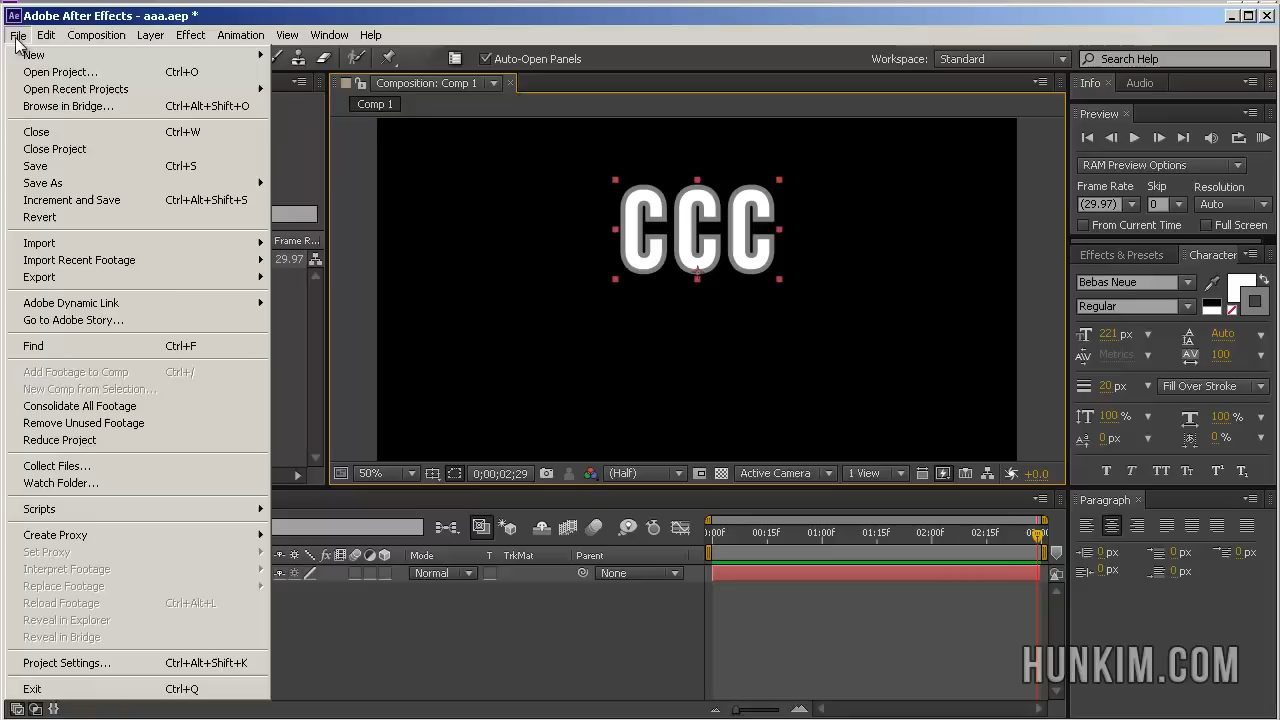 Ae Adobe After Effects - aaa.aep *
File Edit Composition Layer Effect Animation View Window Help
Auto-Open Panels Workspace: Standard Search Help
New
Open Project... Ctrl+O
Open Recent Projects
Browse in Bridge... Ctrl+Alt+Shift+O
Close Ctrl+W
Close Project
Save Ctrl+S
Save As
Increment and Save Ctrl+Alt+Shift+S
Revert
Import
Import Recent Footage
Export
Adobe Dynamic Link
Go to Adobe Story...
Find Ctrl+F
Add Footage to Comp Ctrl+/
New Comp from Selection...
Consolidate All Footage
Remove Unused Footage
Reduce Project
Collect Files...
Watch Folder...
Scripts
Create Proxy
Set Proxy
Interpret Footage
Replace Footage
Reload Footage Ctrl+Alt+L
Reveal in Explorer
Reveal in Bridge
Project Settings... Ctrl+Alt+Shift+K
Exit Ctrl+Q
Frame R...
29.97
Composition: Comp 1
Comp 1
CCC
50% 0;00;02;29 (Half) Active Camera 1 View +0.0
Info Audio
Preview
RAM Preview Options
Frame Rate Skip Resolution
(29.97) 0 Auto
From Current Time Full Screen
Effects & Presets Character
Bebas Neue
Regular
221 px Auto
Metrics 100
20 px Fill Over Stroke
100 % 100 %
0 px 0 %
T T TT Tt T¹ T₁
Paragraph
0 px 0 px 0 px
0 px 0 px
):00F 00:15F 01:00F 01:15F 02:00F 02:15F
Mode T TrkMat Parent
Normal None
HUNKIM.COM